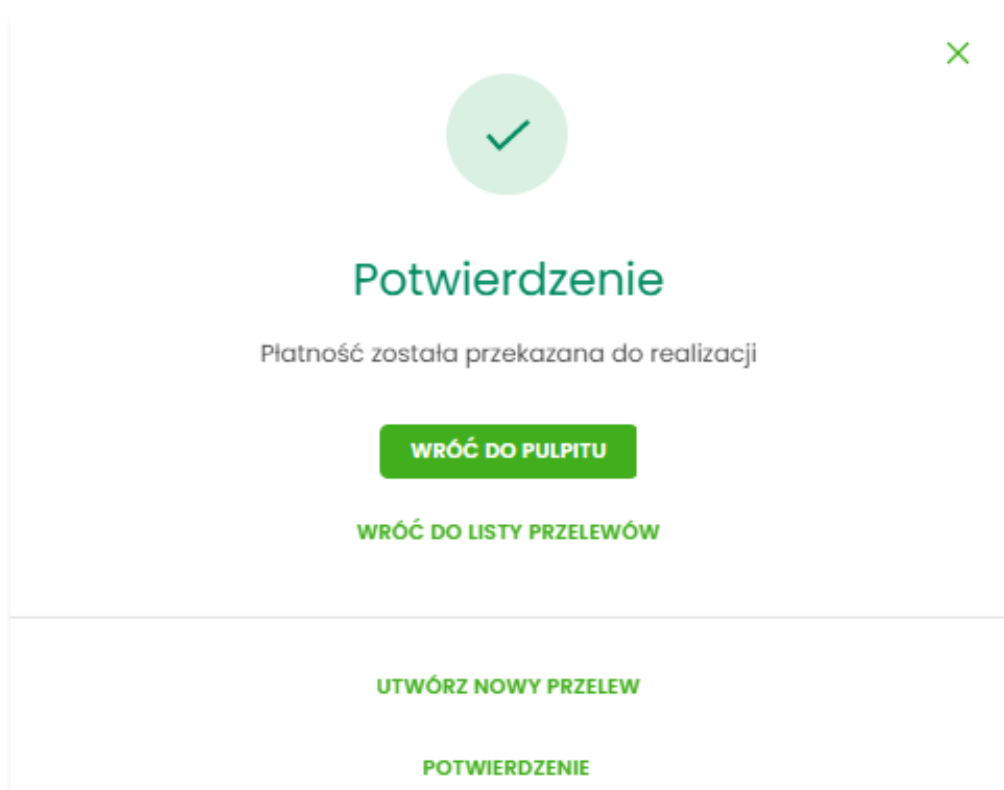 Potwierdzenie
Płatność została przekazana do realizacji
WRÓĆ DO PULPITU
WRÓĆ DO LISTY PRZELEWÓW
UTWÓRZ NOWY PRZELEW
POTWIERDZENIE